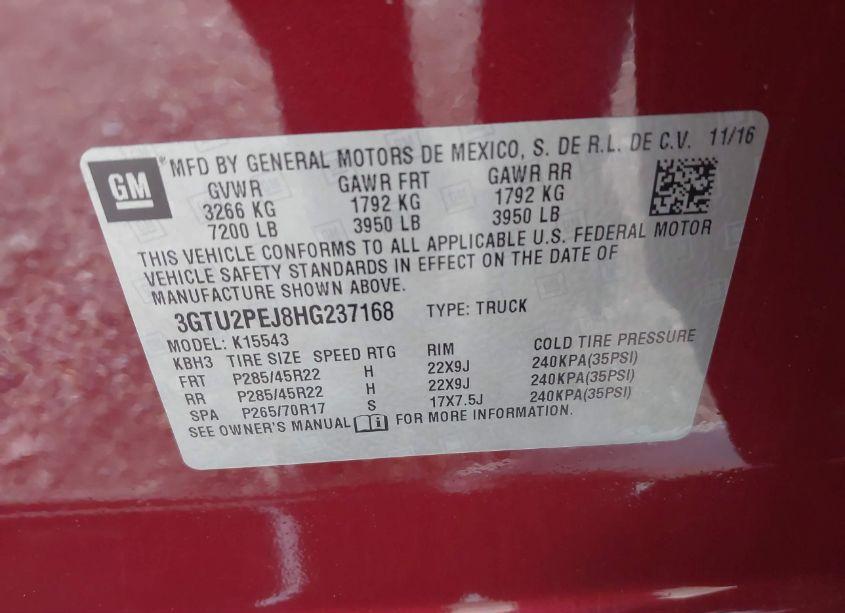 GM
® MFD BY GENERAL MOTORS DE MEXICO, S. DE R.L. DE C.V. 11/16
GVWR GAWR FRT GAWR RR
3266 KG 1792 KG 1792 KG
7200 LB 3950 LB 3950 LB
THIS VEHICLE CONFORMS TO ALL APPLICABLE U.S. FEDERAL MOTOR
VEHICLE SAFETY STANDARDS IN EFFECT ON THE DATE OF
MANUFACTURE SHOWN ABOVE.
3GTU2PEJ8HG237168 TYPE: TRUCK
MODEL: K15543
KBH3 TIRE SIZE SPEED RTG RIM COLD TIRE PRESSURE
FRT P285/45R22 H 22X9J 240KPA(35PSI)
RR P285/45R22 H 22X9J 240KPA(35PSI)
SPA P265/70R17 S 17X7.5J 240KPA(35PSI)
SEE OWNER'S MANUAL i FOR MORE INFORMATION.